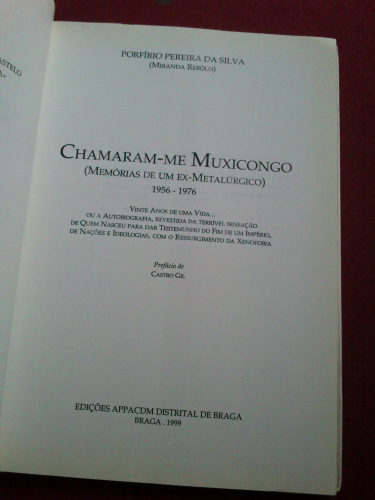 PORFÍRIO PEREIRA DA SILVA
(MIRANDA REBÔLO)
CHAMARAM-ME MUXICONGO
(MEMÓRIAS DE UM EX-METALÚRGICO)
1956 - 1976
VINTE ANOS DE UMA VIDA...
OU A AUTOBIOGRAFIA, REVESTIDA DA TERRÍVEL SENSAÇÃO
DE QUEM NASCEU PARA DAR TESTEMUNHO DO FIM DE UM IMPÉRIO,
DE NAÇÕES E IDEOLOGIAS, COM O RESSURGIMENTO DA XENOFOBIA
Prefácio de
CASTRO GIL
EDIÇÕES APPACDM DISTRITAL DE BRAGA
BRAGA . 1999